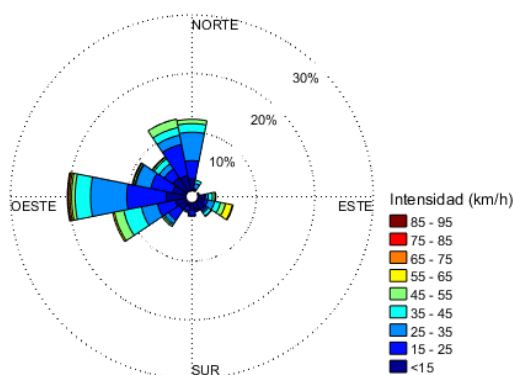 NORTE
30%
20%
10%
OESTE
ESTE
SUR
Intensidad (km/h)
85 - 95
75 - 85
65 - 75
55 - 65
45 - 55
35 - 45
25 - 35
15 - 25
<15